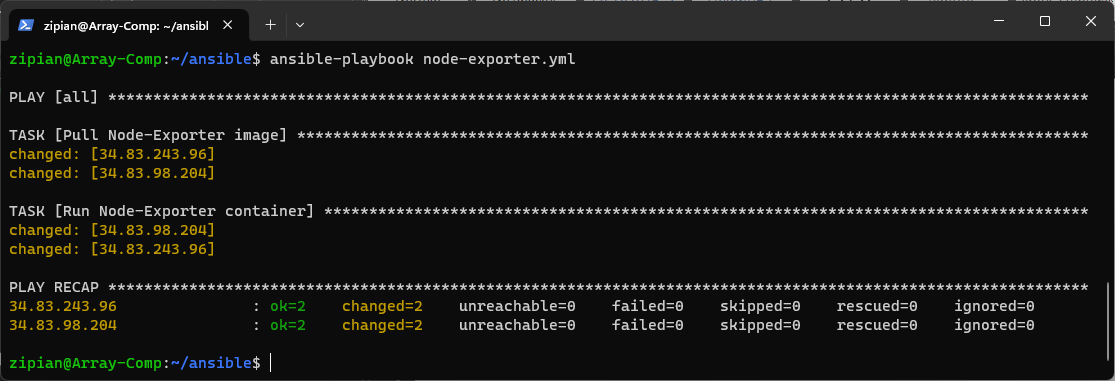 zipian@Array-Comp: ~/ansibl
zipian@Array-Comp:~/ansible$ ansible-playbook node-exporter.yml
PLAY [all] *************************************************************************************************************
TASK [Pull Node-Exporter image] ****************************************************************************************
changed: [34.83.243.96]
changed: [34.83.98.204]
TASK [Run Node-Exporter container] *************************************************************************************
changed: [34.83.98.204]
changed: [34.83.243.96]
PLAY RECAP *************************************************************************************************************
34.83.243.96               : ok=2    changed=2    unreachable=0    failed=0    skipped=0    rescued=0    ignored=0
34.83.98.204               : ok=2    changed=2    unreachable=0    failed=0    skipped=0    rescued=0    ignored=0
zipian@Array-Comp:~/ansible$